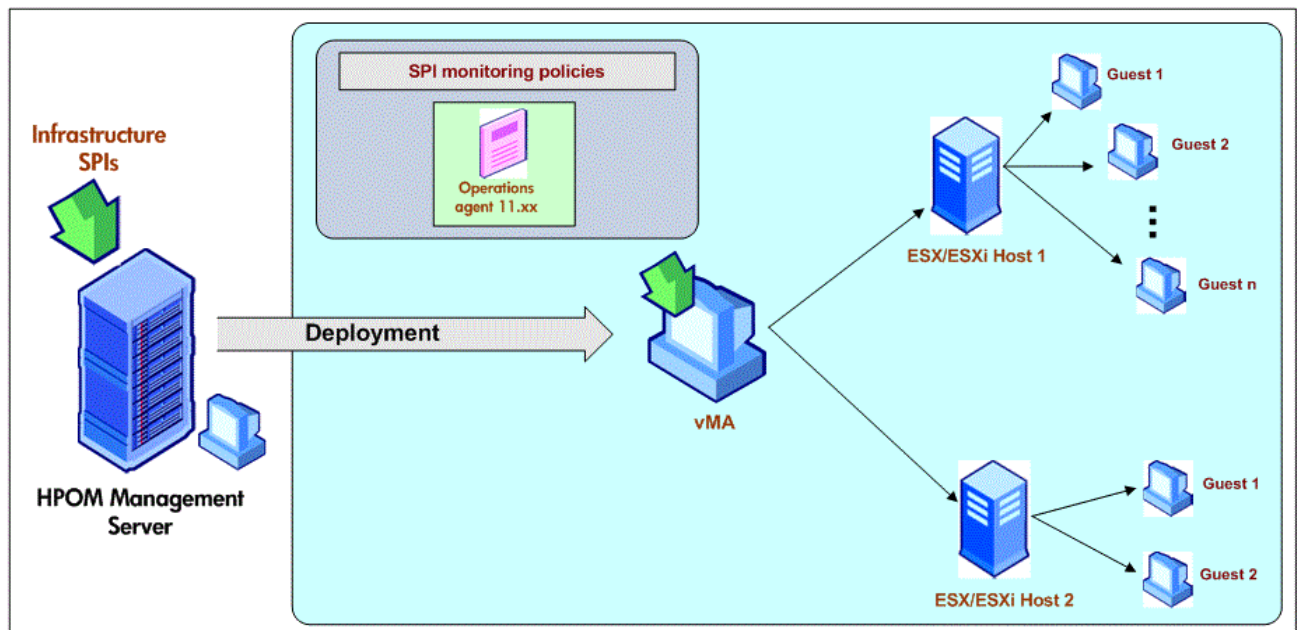 SPI monitoring policies
Operations
agent 11.xx
Infrastructure
SPIs
HPOM Management
Server
Deployment
vMA
ESX/ESXi Host 1
Guest 1
Guest 2
Guest n
ESX/ESXi Host 2
Guest 1
Guest 2